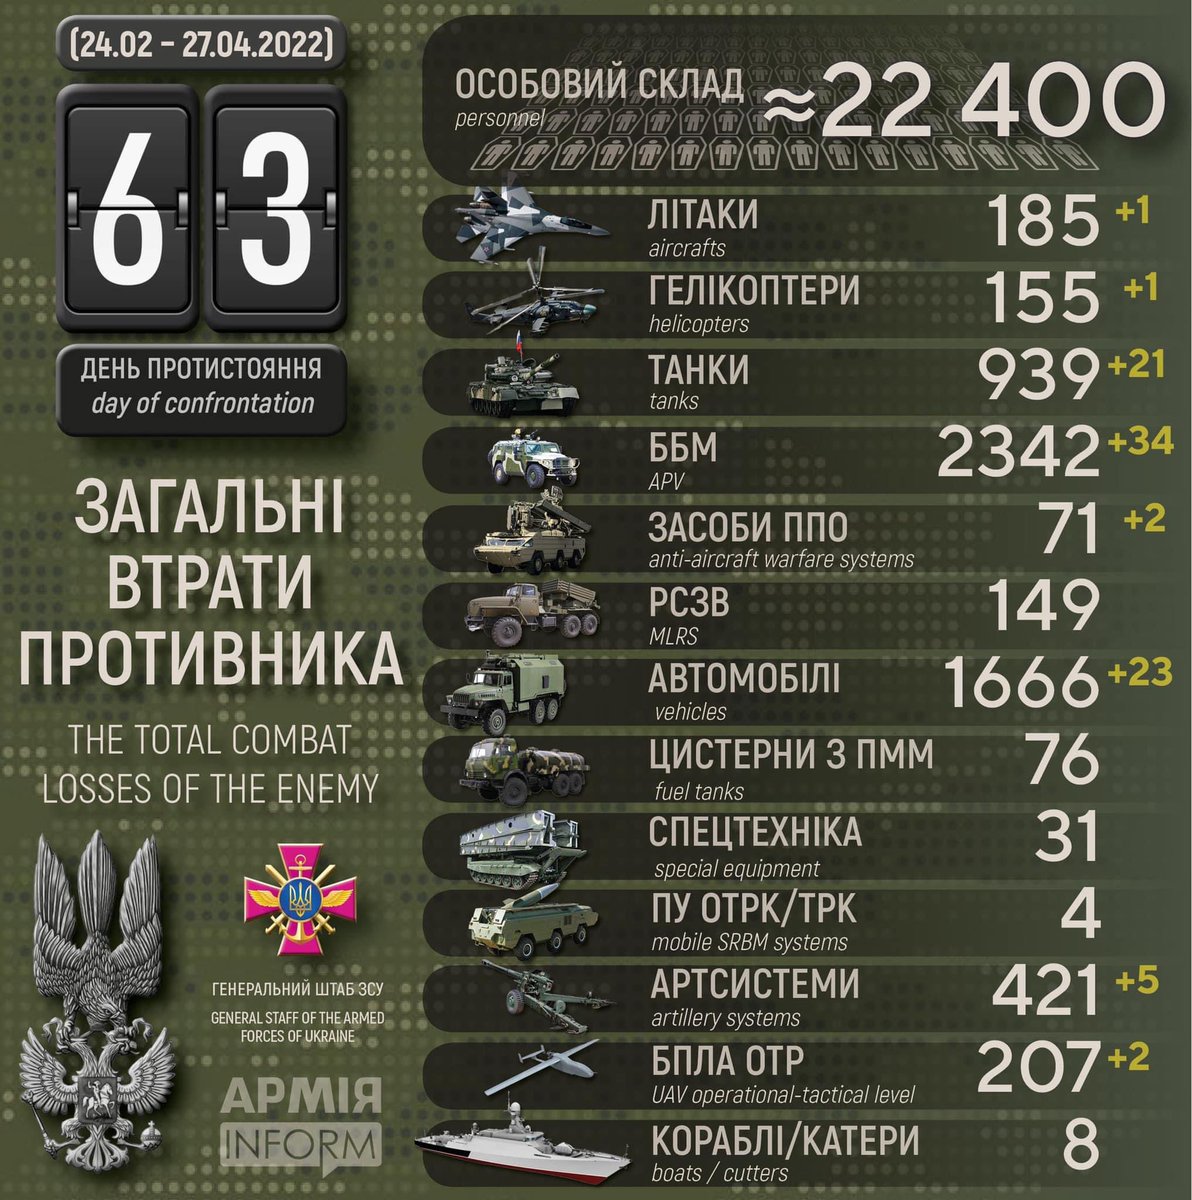 (24.02 – 27.04.2022)
63
ДЕНЬ ПРОТИСТОЯННЯ
day of confrontation
ЗАГАЛЬНІ
ВТРАТИ
ПРОТИВНИКА
THE TOTAL COMBAT
LOSSES OF THE ENEMY
ГЕНЕРАЛЬНИЙ ШТАБ ЗСУ
GENERAL STAFF OF THE ARMED
FORCES OF UKRAINE
АРМІЯ
INFORM
ОСОБОВИЙ СКЛАД ≈22 400
personnel
ЛІТАКИ 185 +1
aircrafts
ГЕЛІКОПТЕРИ 155 +1
helicopters
ТАНКИ 939 +21
tanks
ББМ 2342 +34
APV
ЗАСОБИ ППО 71 +2
anti-aircraft warfare systems
РСЗВ 149
MLRS
АВТОМОБІЛІ 1666 +23
vehicles
ЦИСТЕРНИ З ПММ 76
fuel tanks
СПЕЦТЕХНІКА 31
special equipment
ПУ ОТРК/ТРК 4
mobile SRBM systems
АРТСИСТЕМИ 421 +5
artillery systems
БПЛА ОТР 207 +2
UAV operational-tactical level
КОРАБЛІ/КАТЕРИ 8
boats / cutters